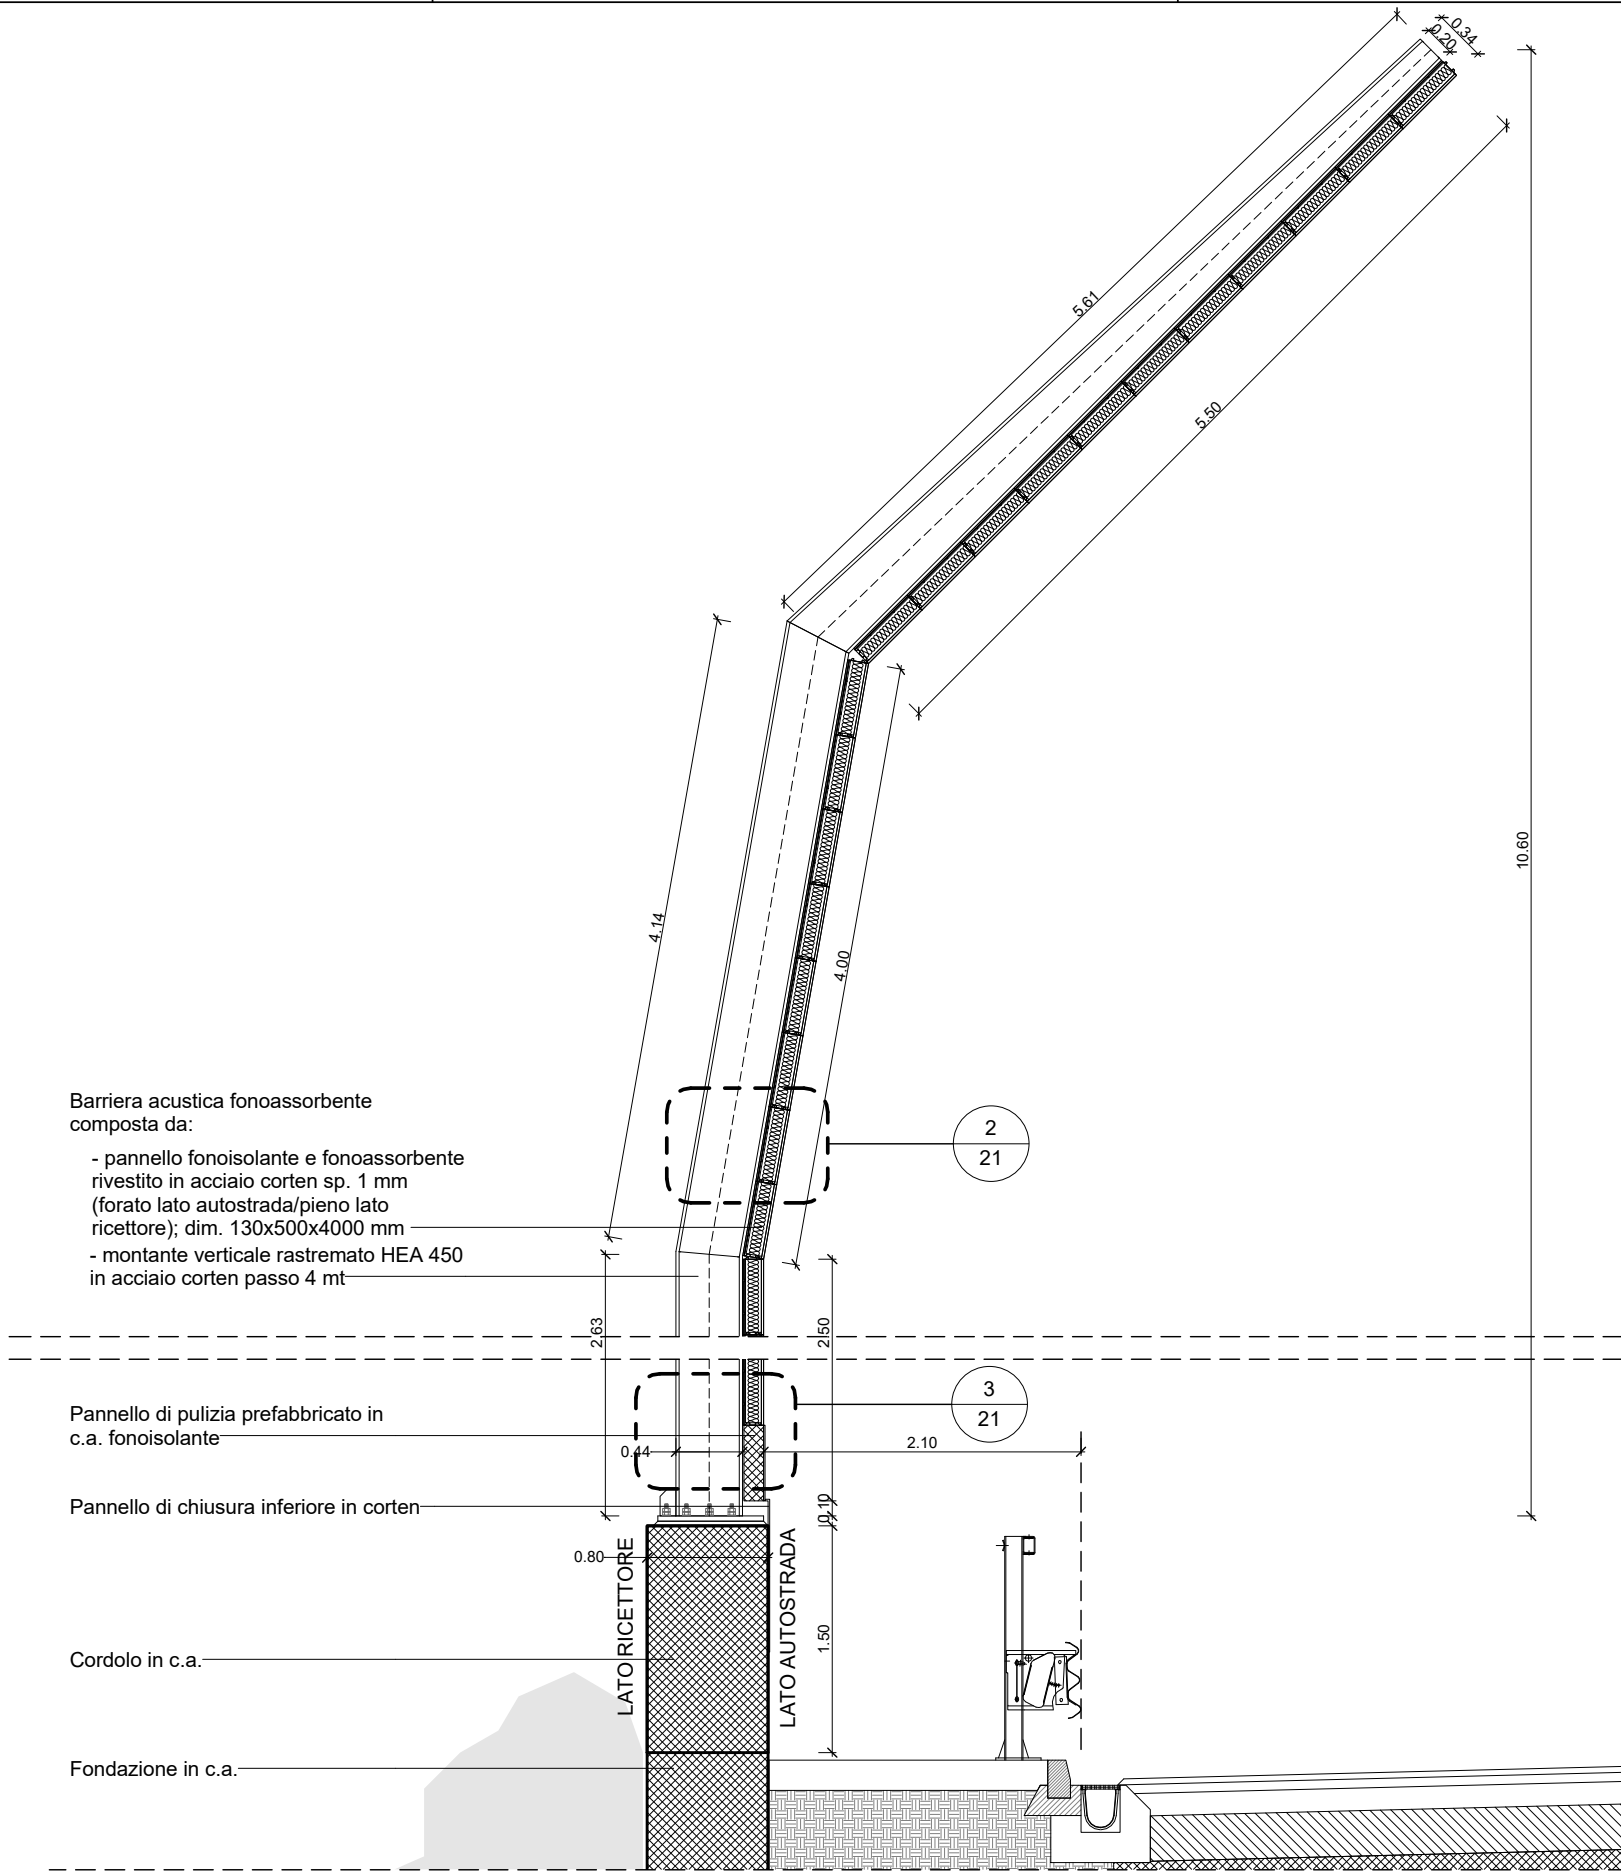 0.34
0.20
5.61
5.50
10.60
4.14
4.00
Barriera acustica fonoassorbente
composta da:
- pannello fonoisolante e fonoassorbente
rivestito in acciaio corten sp. 1 mm
(forato lato autostrada/pieno lato
ricettore); dim. 130x500x4000 mm
- montante verticale rastremato HEA 450
in acciaio corten passo 4 mt
2
21
2.63
2.50
Pannello di pulizia prefabbricato in
c.a. fonoisolante
3
21
0.44
2.10
Pannello di chiusura inferiore in corten
0.10
0.80
LATO RICETTORE
LATO AUTOSTRADA
1.50
Cordolo in c.a.
Fondazione in c.a.